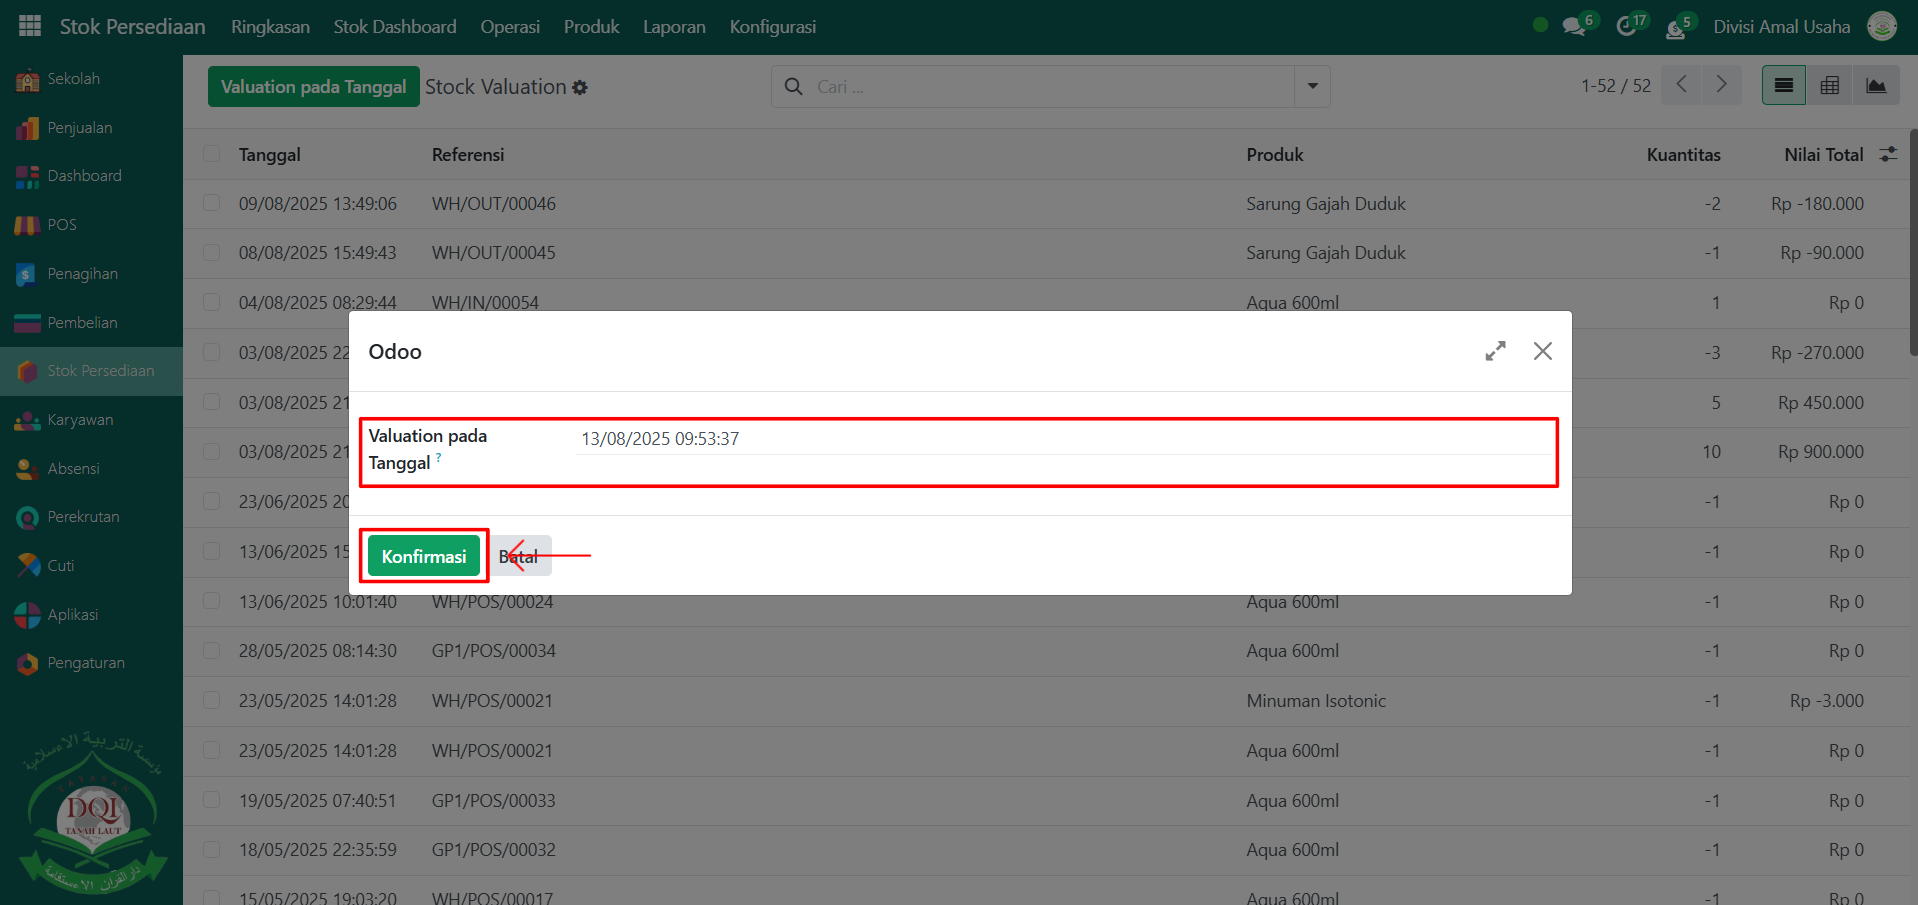 Stok Persediaan Ringkasan Stok Dashboard Operasi Produk Laporan Konfigurasi 6 17 5 Divisi Amal Usaha
Sekolah
Penjualan
Dashboard
POS
Penagihan
Pembelian
Stok Persediaan
Karyawan
Absensi
Perekrutan
Cuti
Aplikasi
Pengaturan
DQI
TANAH LAUT
Valuation pada Tanggal Stock Valuation Cari ... 1-52 / 52
Tanggal Referensi Produk Kuantitas Nilai Total
09/08/2025 13:49:06 WH/OUT/00046 Sarung Gajah Duduk -2 Rp -180.000
08/08/2025 15:49:43 WH/OUT/00045 Sarung Gajah Duduk -1 Rp -90.000
04/08/2025 08:29:44 WH/IN/00054 Aqua 600ml 1 Rp 0
03/08/2025 22 -3 Rp -270.000
03/08/2025 21 5 Rp 450.000
03/08/2025 21 10 Rp 900.000
23/06/2025 20 -1 Rp 0
13/06/2025 15 -1 Rp 0
Odoo
Valuation pada
Tanggal ? 13/08/2025 09:53:37
Konfirmasi Batal
13/06/2025 10:01:40 WH/POS/00024 Aqua 600ml -1 Rp 0
28/05/2025 08:14:30 GP1/POS/00034 Aqua 600ml -1 Rp 0
23/05/2025 14:01:28 WH/POS/00021 Minuman Isotonic -1 Rp -3.000
23/05/2025 14:01:28 WH/POS/00021 Aqua 600ml -1 Rp 0
19/05/2025 07:40:51 GP1/POS/00033 Aqua 600ml -1 Rp 0
18/05/2025 22:35:59 GP1/POS/00032 Aqua 600ml -1 Rp 0
15/05/2025 19:03:20 WH/POS/00017 Aqua 600ml -1 Rp 0